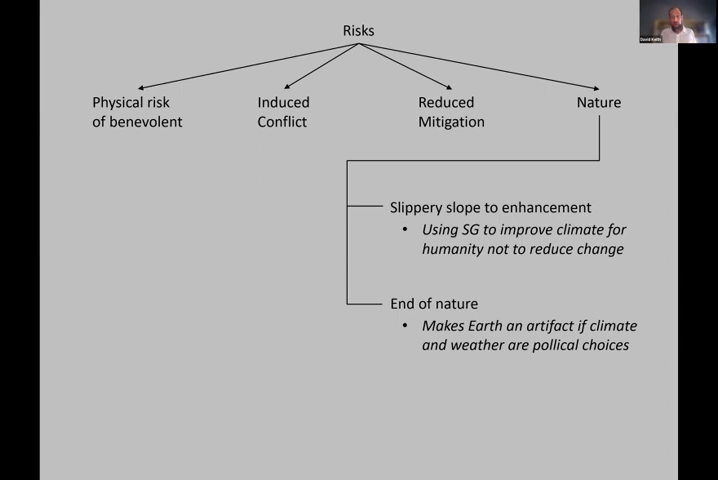 Risks
Physical risk
of benevolent
Induced
Conflict
Reduced
Mitigation
Nature
Slippery slope to enhancement
• Using SG to improve climate for
humanity not to reduce change
End of nature
• Makes Earth an artifact if climate
and weather are pollical choices
David Keith